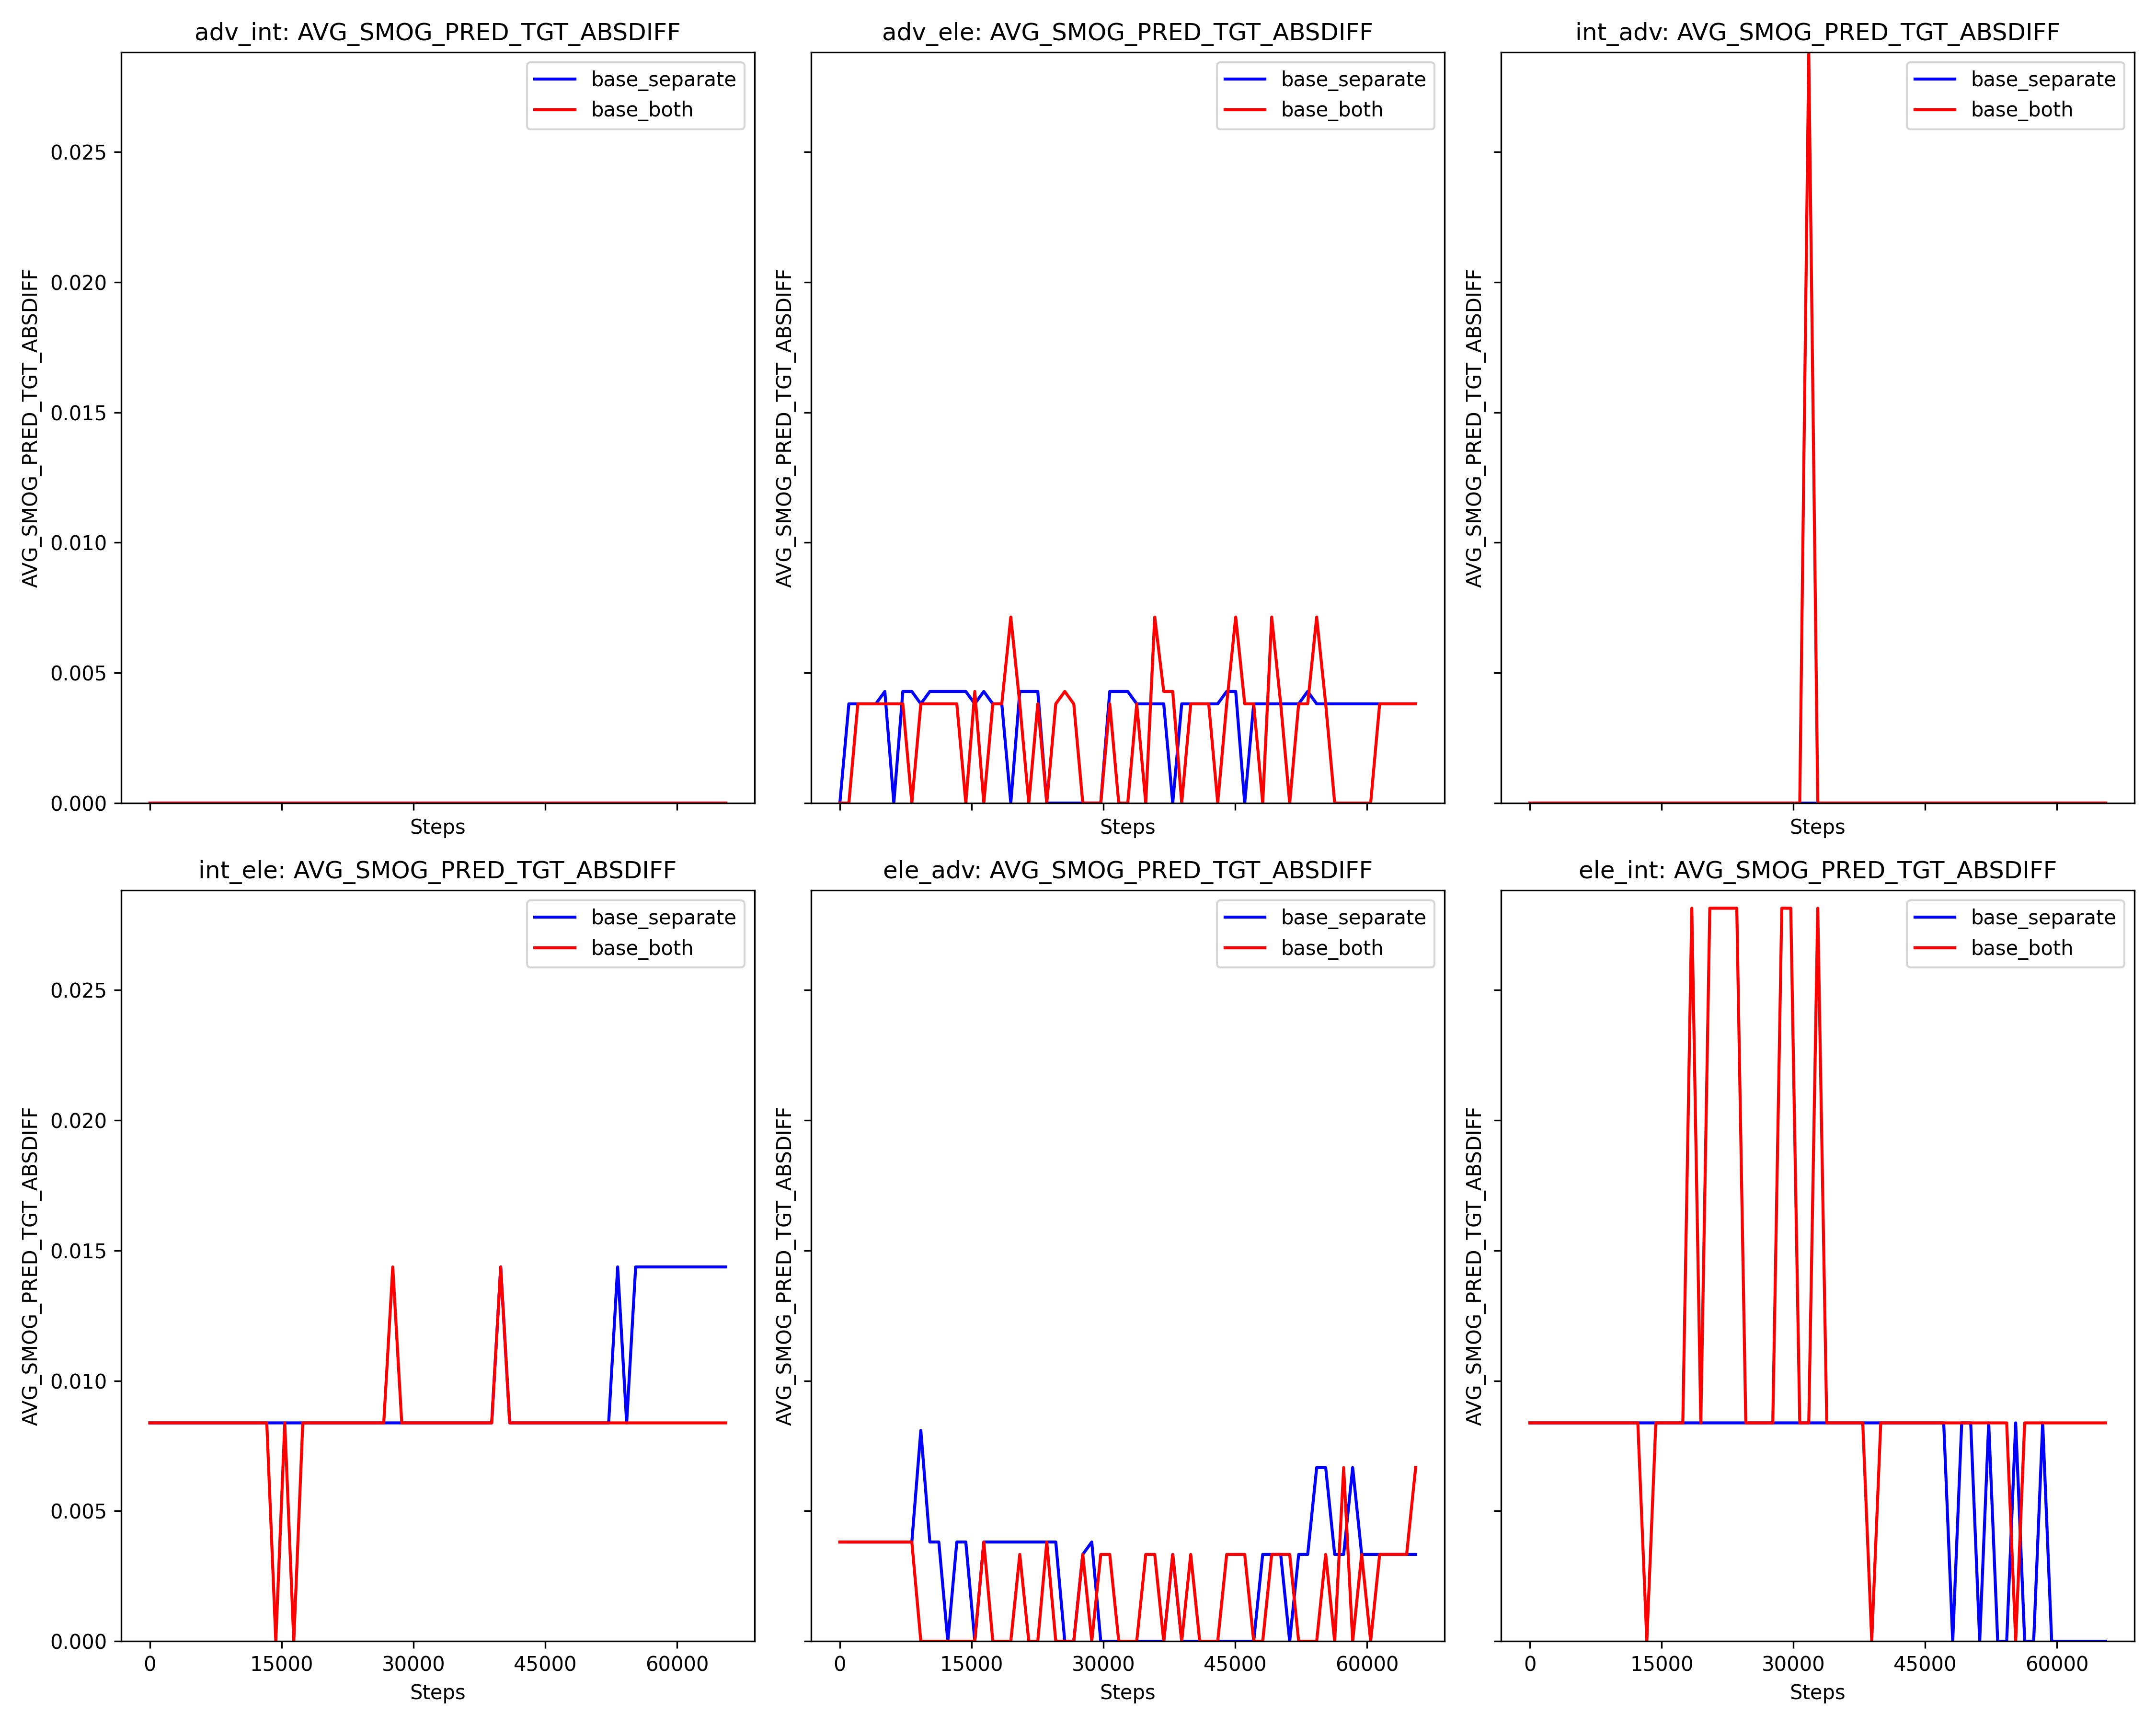 adv_int: AVG_SMOG_PRED_TGT_ABSDIFF
AVG_SMOG_PRED_TGT_ABSDIFF
0.025
0.020
0.015
0.010
0.005
0.000
base_separate
base_both
Steps
adv_ele: AVG_SMOG_PRED_TGT_ABSDIFF
AVG_SMOG_PRED_TGT_ABSDIFF
base_separate
base_both
Steps
int_adv: AVG_SMOG_PRED_TGT_ABSDIFF
AVG_SMOG_PRED_TGT_ABSDIFF
base_separate
base_both
Steps
int_ele: AVG_SMOG_PRED_TGT_ABSDIFF
AVG_SMOG_PRED_TGT_ABSDIFF
0.025
0.020
0.015
0.010
0.005
0.000
base_separate
base_both
0 15000 30000 45000 60000
Steps
ele_adv: AVG_SMOG_PRED_TGT_ABSDIFF
AVG_SMOG_PRED_TGT_ABSDIFF
base_separate
base_both
0 15000 30000 45000 60000
Steps
ele_int: AVG_SMOG_PRED_TGT_ABSDIFF
AVG_SMOG_PRED_TGT_ABSDIFF
base_separate
base_both
0 15000 30000 45000 60000
Steps